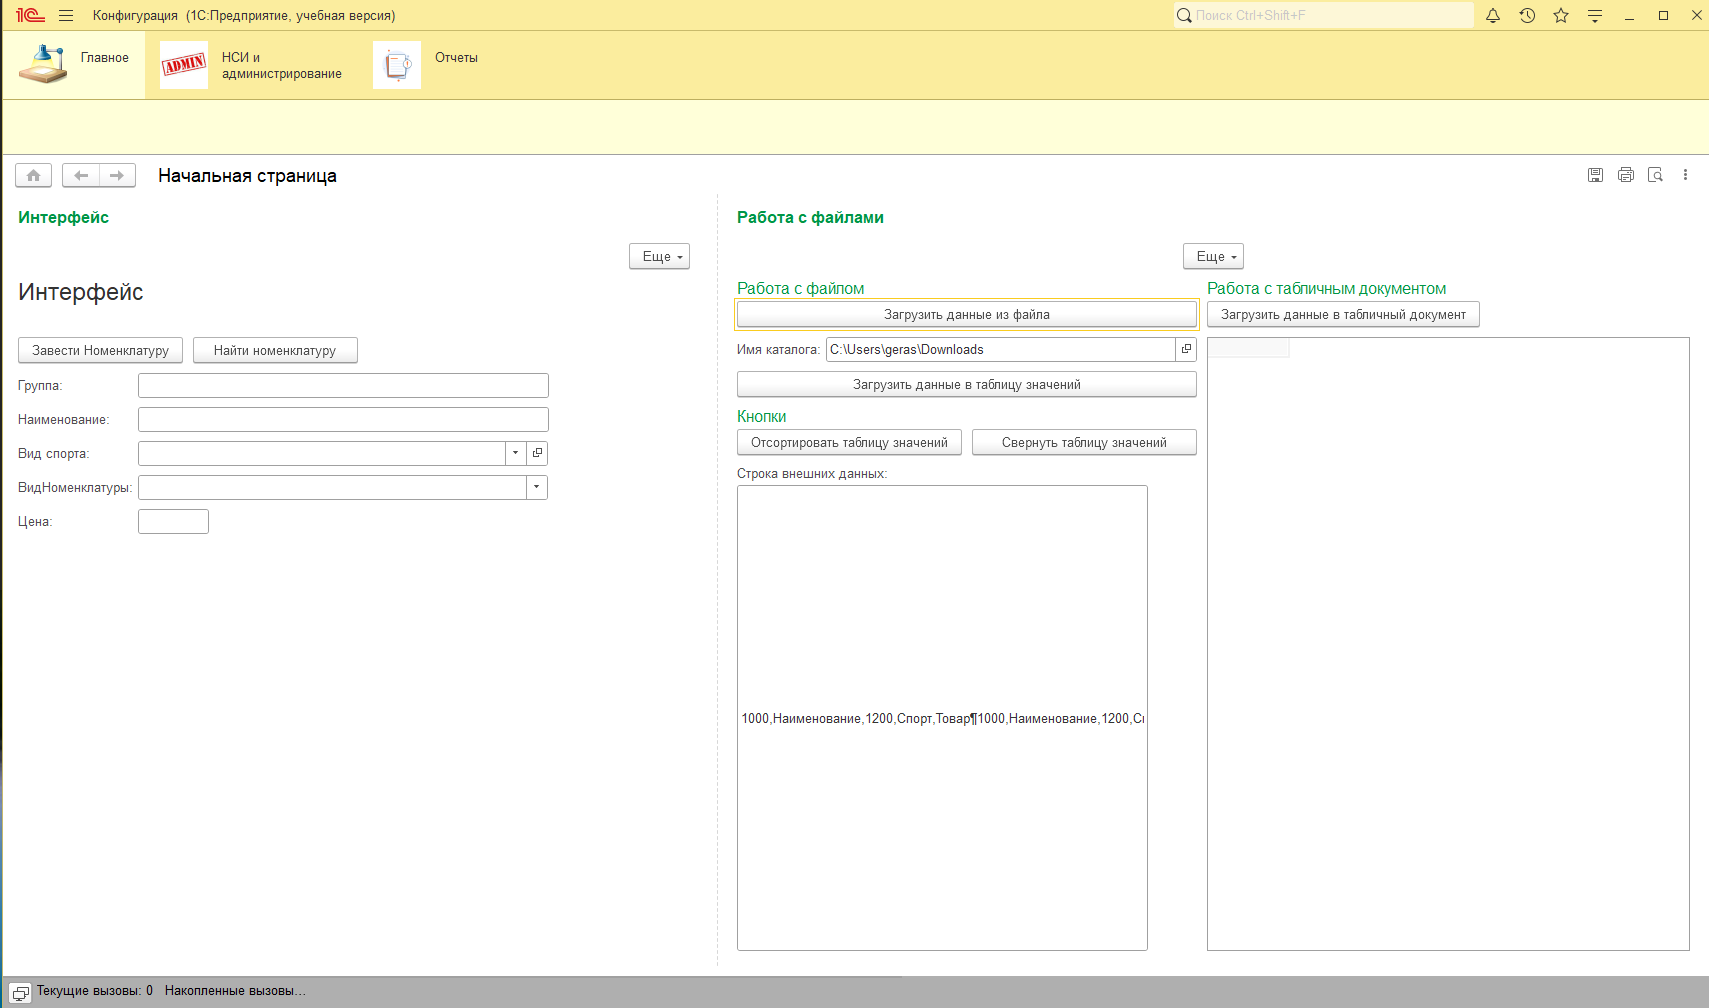 1С Конфигурация (1С:Предприятие, учебная версия)
Поиск Ctrl+Shift+F
Главное
ADMIN
НСИ и
администрирование
Отчеты
Начальная страница
Интерфейс
Еще
Интерфейс
Завести Номенклатуру
Найти номенклатуру
Группа:
Наименование:
Вид спорта:
ВидНоменклатуры:
Цена:
Работа с файлами
Еще
Работа с файлом
Загрузить данные из файла
Имя каталога: C:\Users\geras\Downloads
Загрузить данные в таблицу значений
Кнопки
Отсортировать таблицу значений
Свернуть таблицу значений
Строка внешних данных:
1000,Наименование,1200,Спорт,Товар¶1000,Наименование,1200,С
Работа с табличным документом
Загрузить данные в табличный документ
Текущие вызовы: 0 Накопленные вызовы…